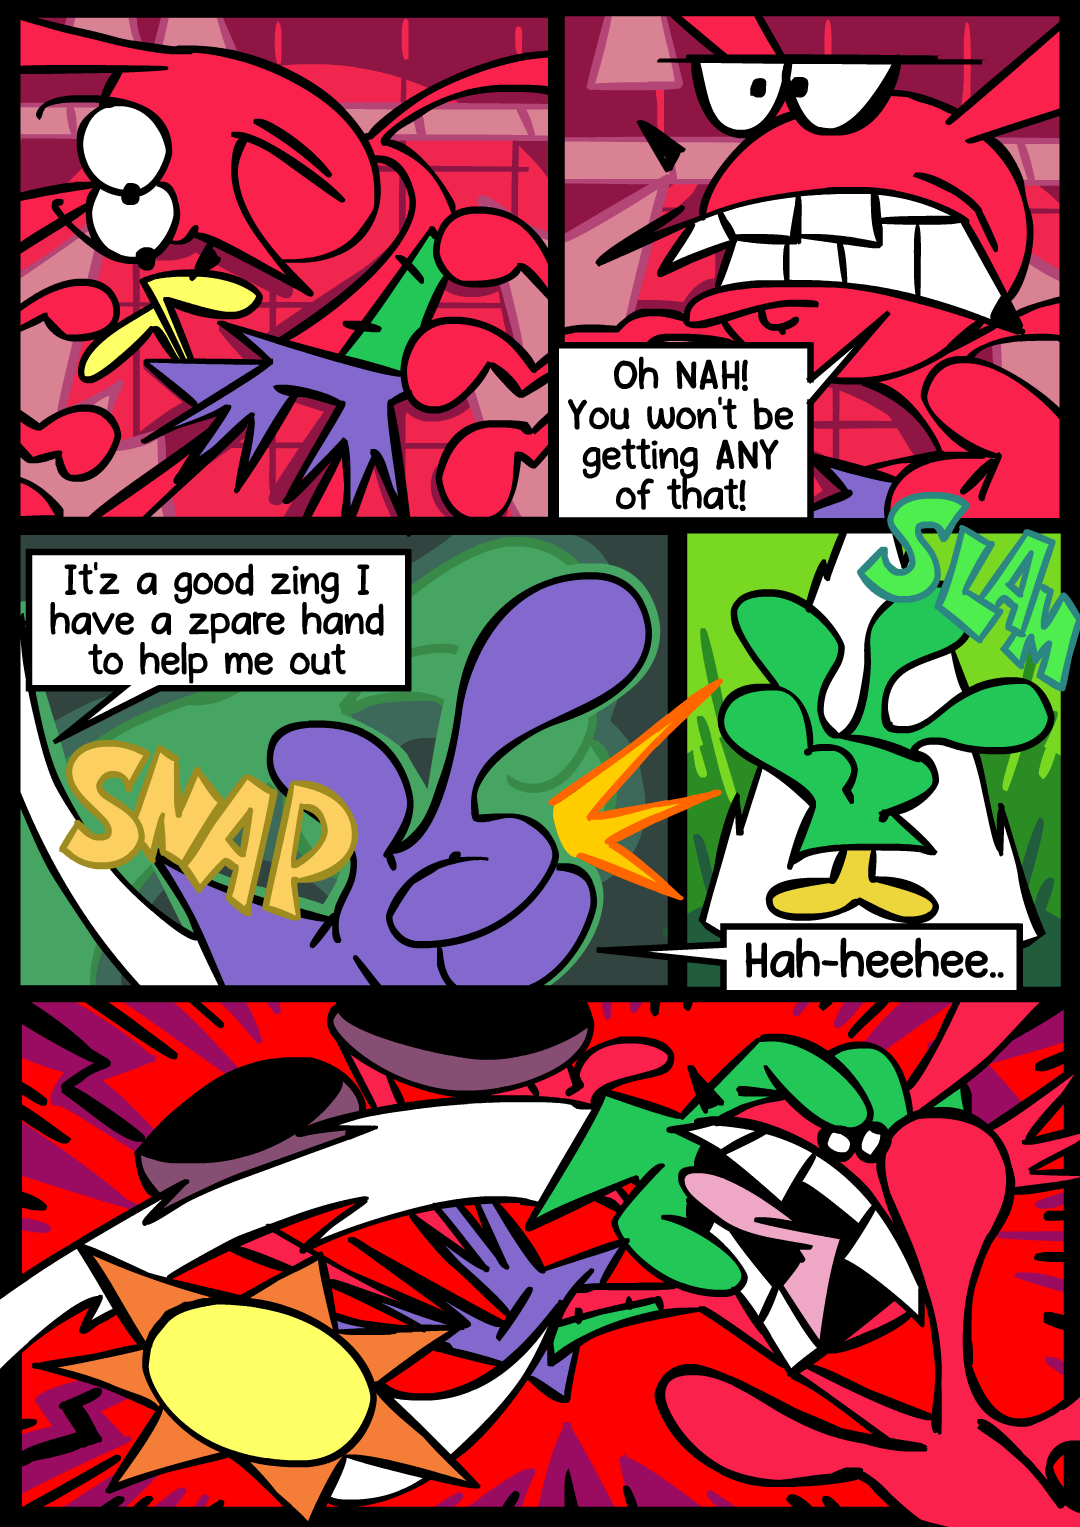 Oh NAH!
You won't be
getting ANY
of that!
It'z a good zing I
have a zpare hand
to help me out
SNAP
SLAM
Hah-heehee..